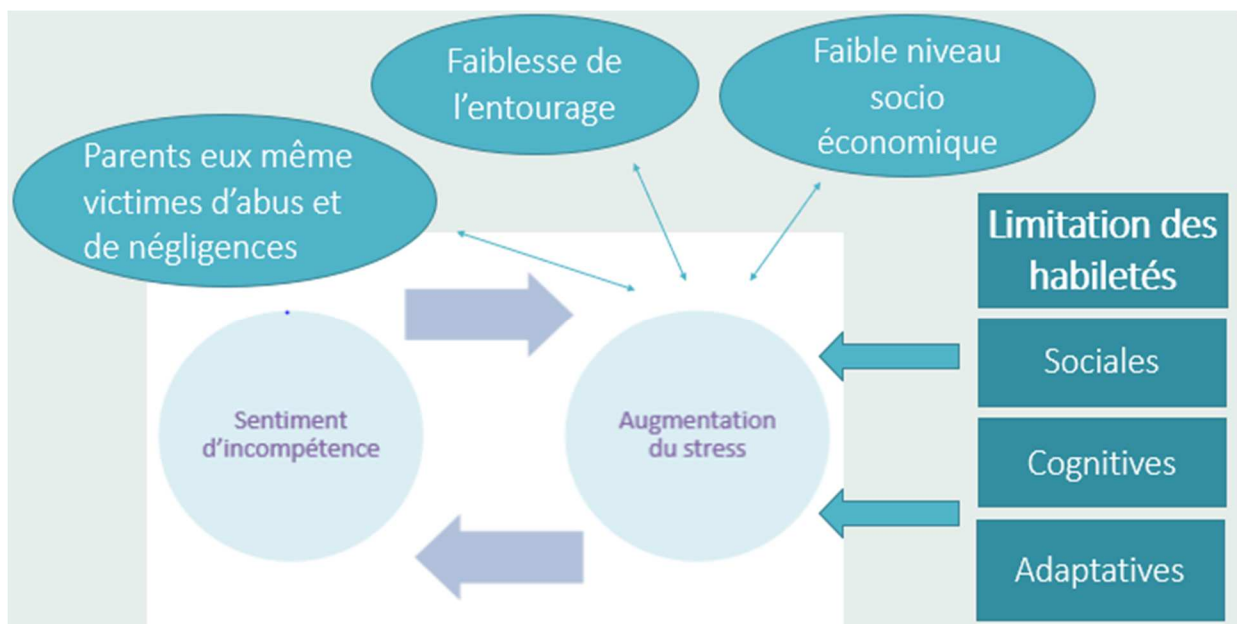 Faiblesse de
l'entourage
Faible niveau
socio
économique
Parents eux même
victimes d'abus et
de négligences
Limitation des
habiletés
Sociales
Cognitives
Adaptatives
Sentiment
d'incompétence
Augmentation
du stress